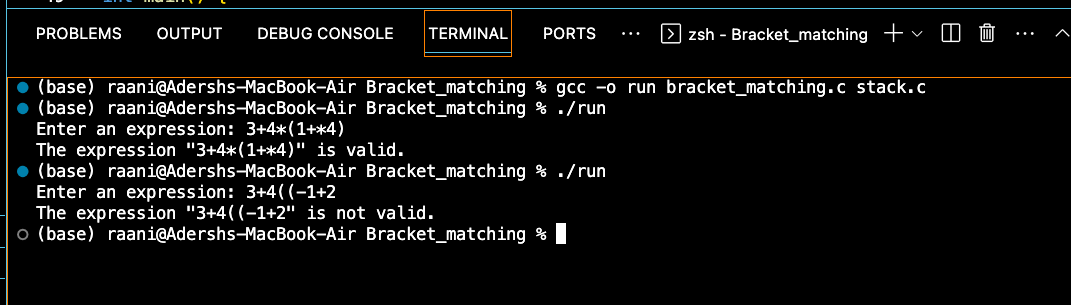 PROBLEMS OUTPUT DEBUG CONSOLE TERMINAL PORTS ··· zsh - Bracket_matching ···
(base) raani@Adershs-MacBook-Air Bracket_matching % gcc -o run bracket_matching.c stack.c
(base) raani@Adershs-MacBook-Air Bracket_matching % ./run
Enter an expression: 3+4*(1+*4)
The expression "3+4*(1+*4)" is valid.
(base) raani@Adershs-MacBook-Air Bracket_matching % ./run
Enter an expression: 3+4((-1+2
The expression "3+4((-1+2" is not valid.
(base) raani@Adershs-MacBook-Air Bracket_matching %